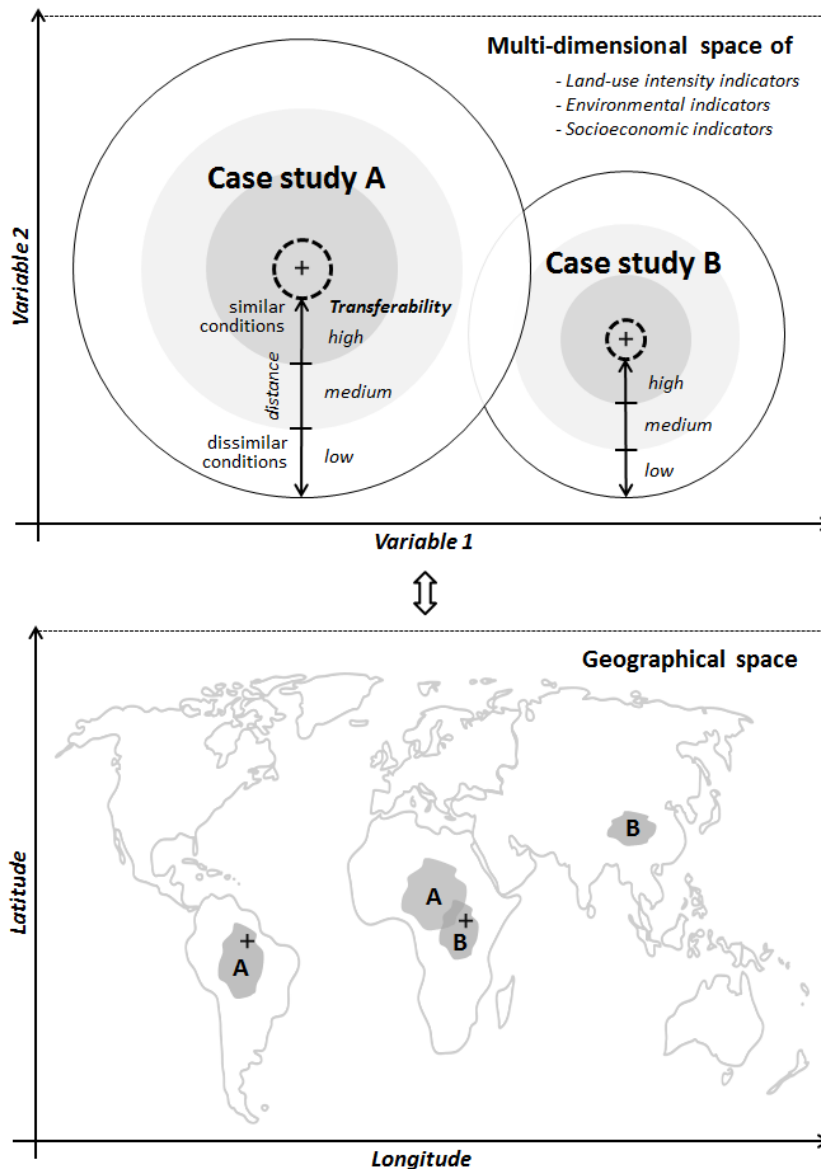 Multi-dimensional space of
- Land-use intensity indicators
- Environmental indicators
- Socioeconomic indicators
Variable 2
Case study A
similar
conditions
Transferability
high
distance
medium
dissimilar
conditions
low
Case study B
high
medium
low
Variable 1
Geographical space
Latitude
A
A
B
B
Longitude